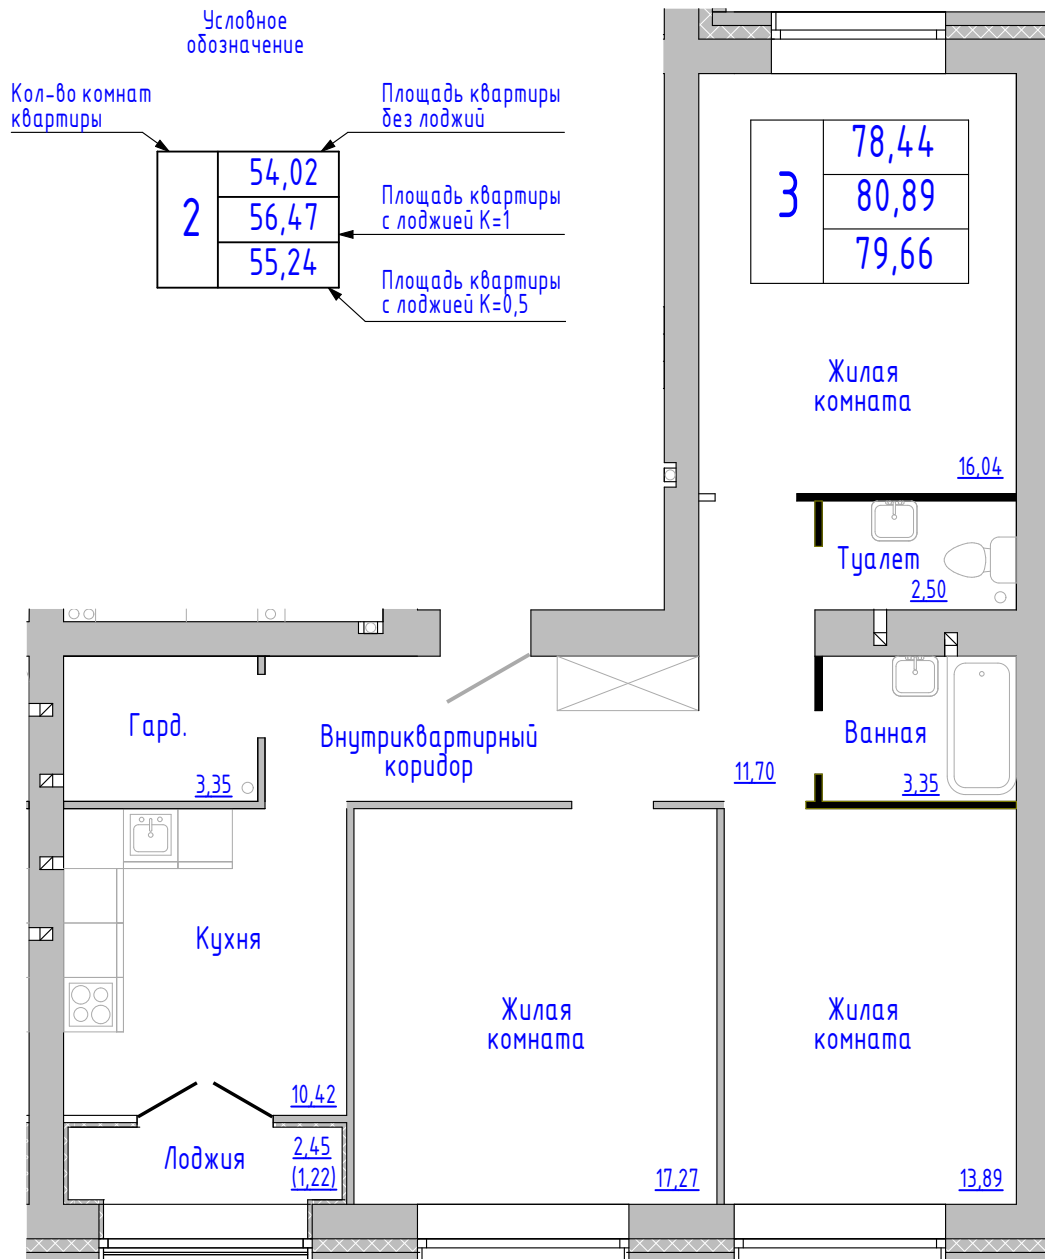 Условное
обозначение
Кол-во комнат
квартиры
Площадь квартиры
без лоджий
2
54,02
56,47
55,24
Площадь квартиры
с лоджией К=1
Площадь квартиры
с лоджией К=0,5
3
78,44
80,89
79,66
Жилая
комната
16,04
Туалет
2,50
Гард.
3,35
Внутриквартирный
коридор
11,70
Ванная
3,35
Кухня
10,42
Жилая
комната
17,27
Жилая
комната
13,89
Лоджия
2,45
(1,22)